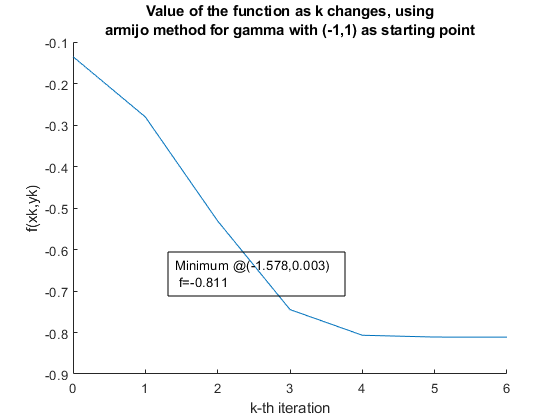 Value of the function as k changes, using
armijo method for gamma with (-1,1) as starting point
-0.1
-0.2
-0.3
-0.4
-0.5
-0.6
-0.7
-0.8
-0.9
f(xk,yk)
Minimum @(-1.578,0.003)
f=-0.811
0 1 2 3 4 5 6
k-th iteration